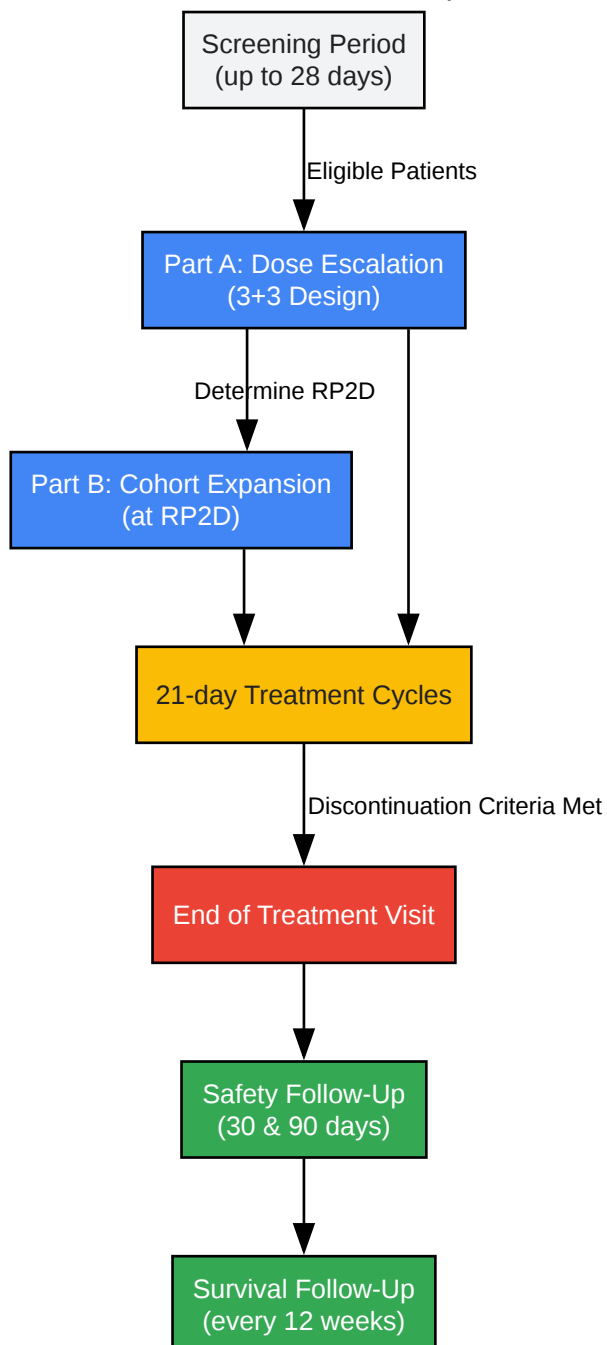 Screening Period
(up to 28 days)
Eligible Patients
Part A: Dose Escalation
(3+3 Design)
Determine RP2D
Part B: Cohort Expansion
(at RP2D)
21-day Treatment Cycles
Discontinuation Criteria Met
End of Treatment Visit
Safety Follow-Up
(30 & 90 days)
Survival Follow-Up
(every 12 weeks)